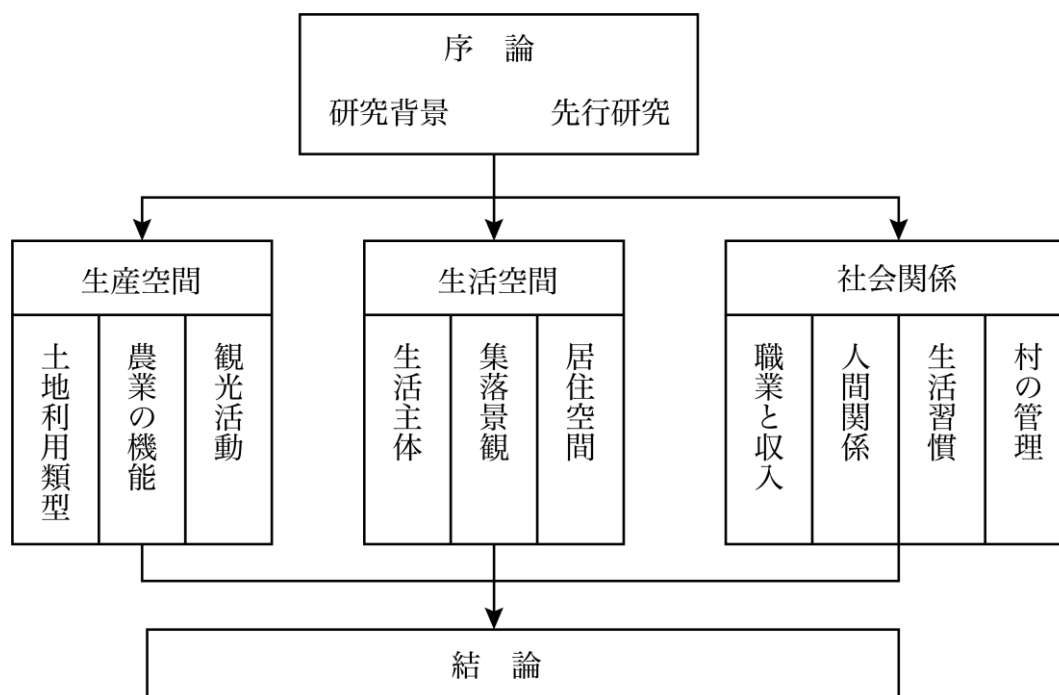 序　論
研究背景　先行研究
生産空間
土地利用類型
農業の機能
観光活動
生活空間
生活主体
集落景観
居住空間
社会関係
職業と収入
人間関係
生活習慣
村の管理
結　論